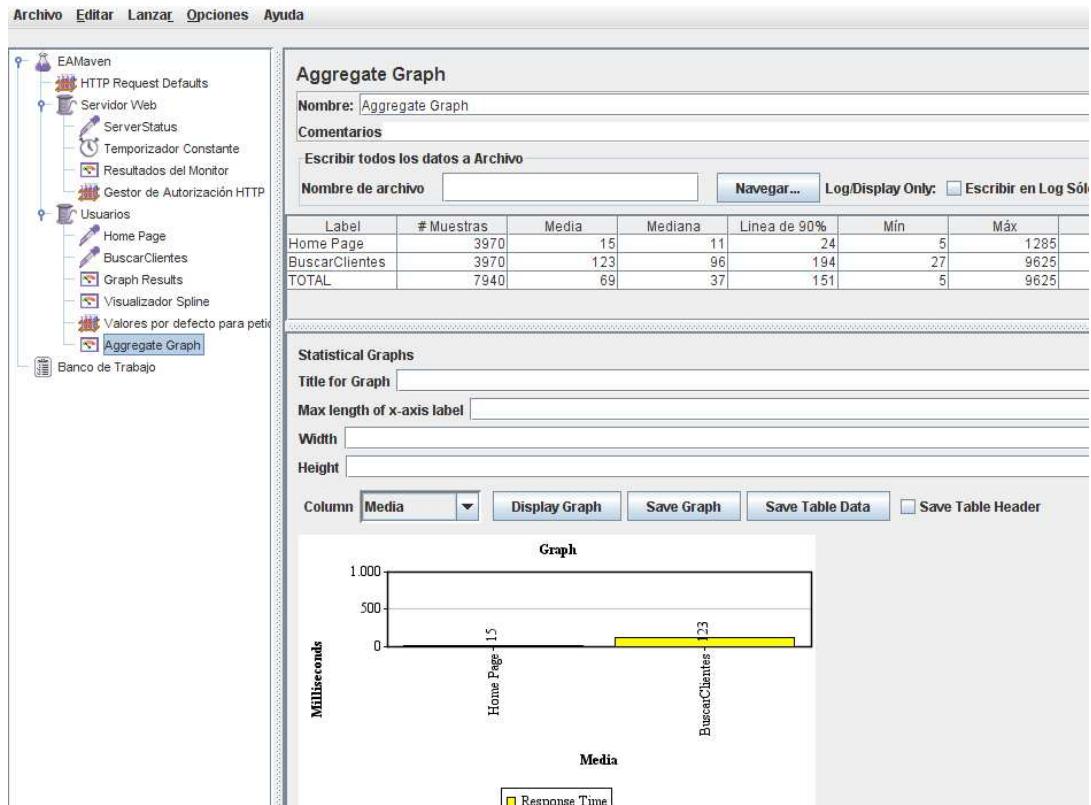 Archivo Editar Lanzar Opciones Ayuda
EAMaven
HTTP Request Defaults
Servidor Web
ServerStatus
Temporizador Constante
Resultados del Monitor
Gestor de Autorización HTTP
Usuarios
Home Page
BuscarClientes
Graph Results
Visualizador Spline
Valores por defecto para petic
Aggregate Graph
Banco de Trabajo
Aggregate Graph
Nombre: Aggregate Graph
Comentarios
Escribir todos los datos a Archivo
Nombre de archivo Navegar... Log/Display Only: Escribir en Log Sól
Label # Muestras Media Mediana Linea de 90% Mín Máx
Home Page 3970 15 11 24 5 1285
BuscarClientes 3970 123 96 194 27 9625
TOTAL 7940 69 37 151 5 9625
Statistical Graphs
Title for Graph
Max length of x-axis label
Width
Height
Column Media Display Graph Save Graph Save Table Data Save Table Header
Graph
1.000
500
0
Milliseconds
15
123
Home Page
BuscarClientes
Media
Response Time